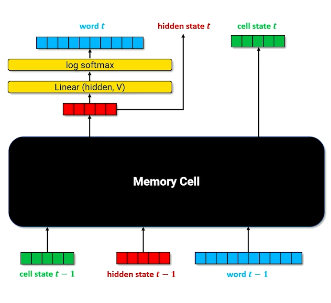 word t
hidden state t
cell state t
log softmax
Linear (hidden, V)
Memory Cell
cell state t − 1
hidden state t − 1
word t − 1